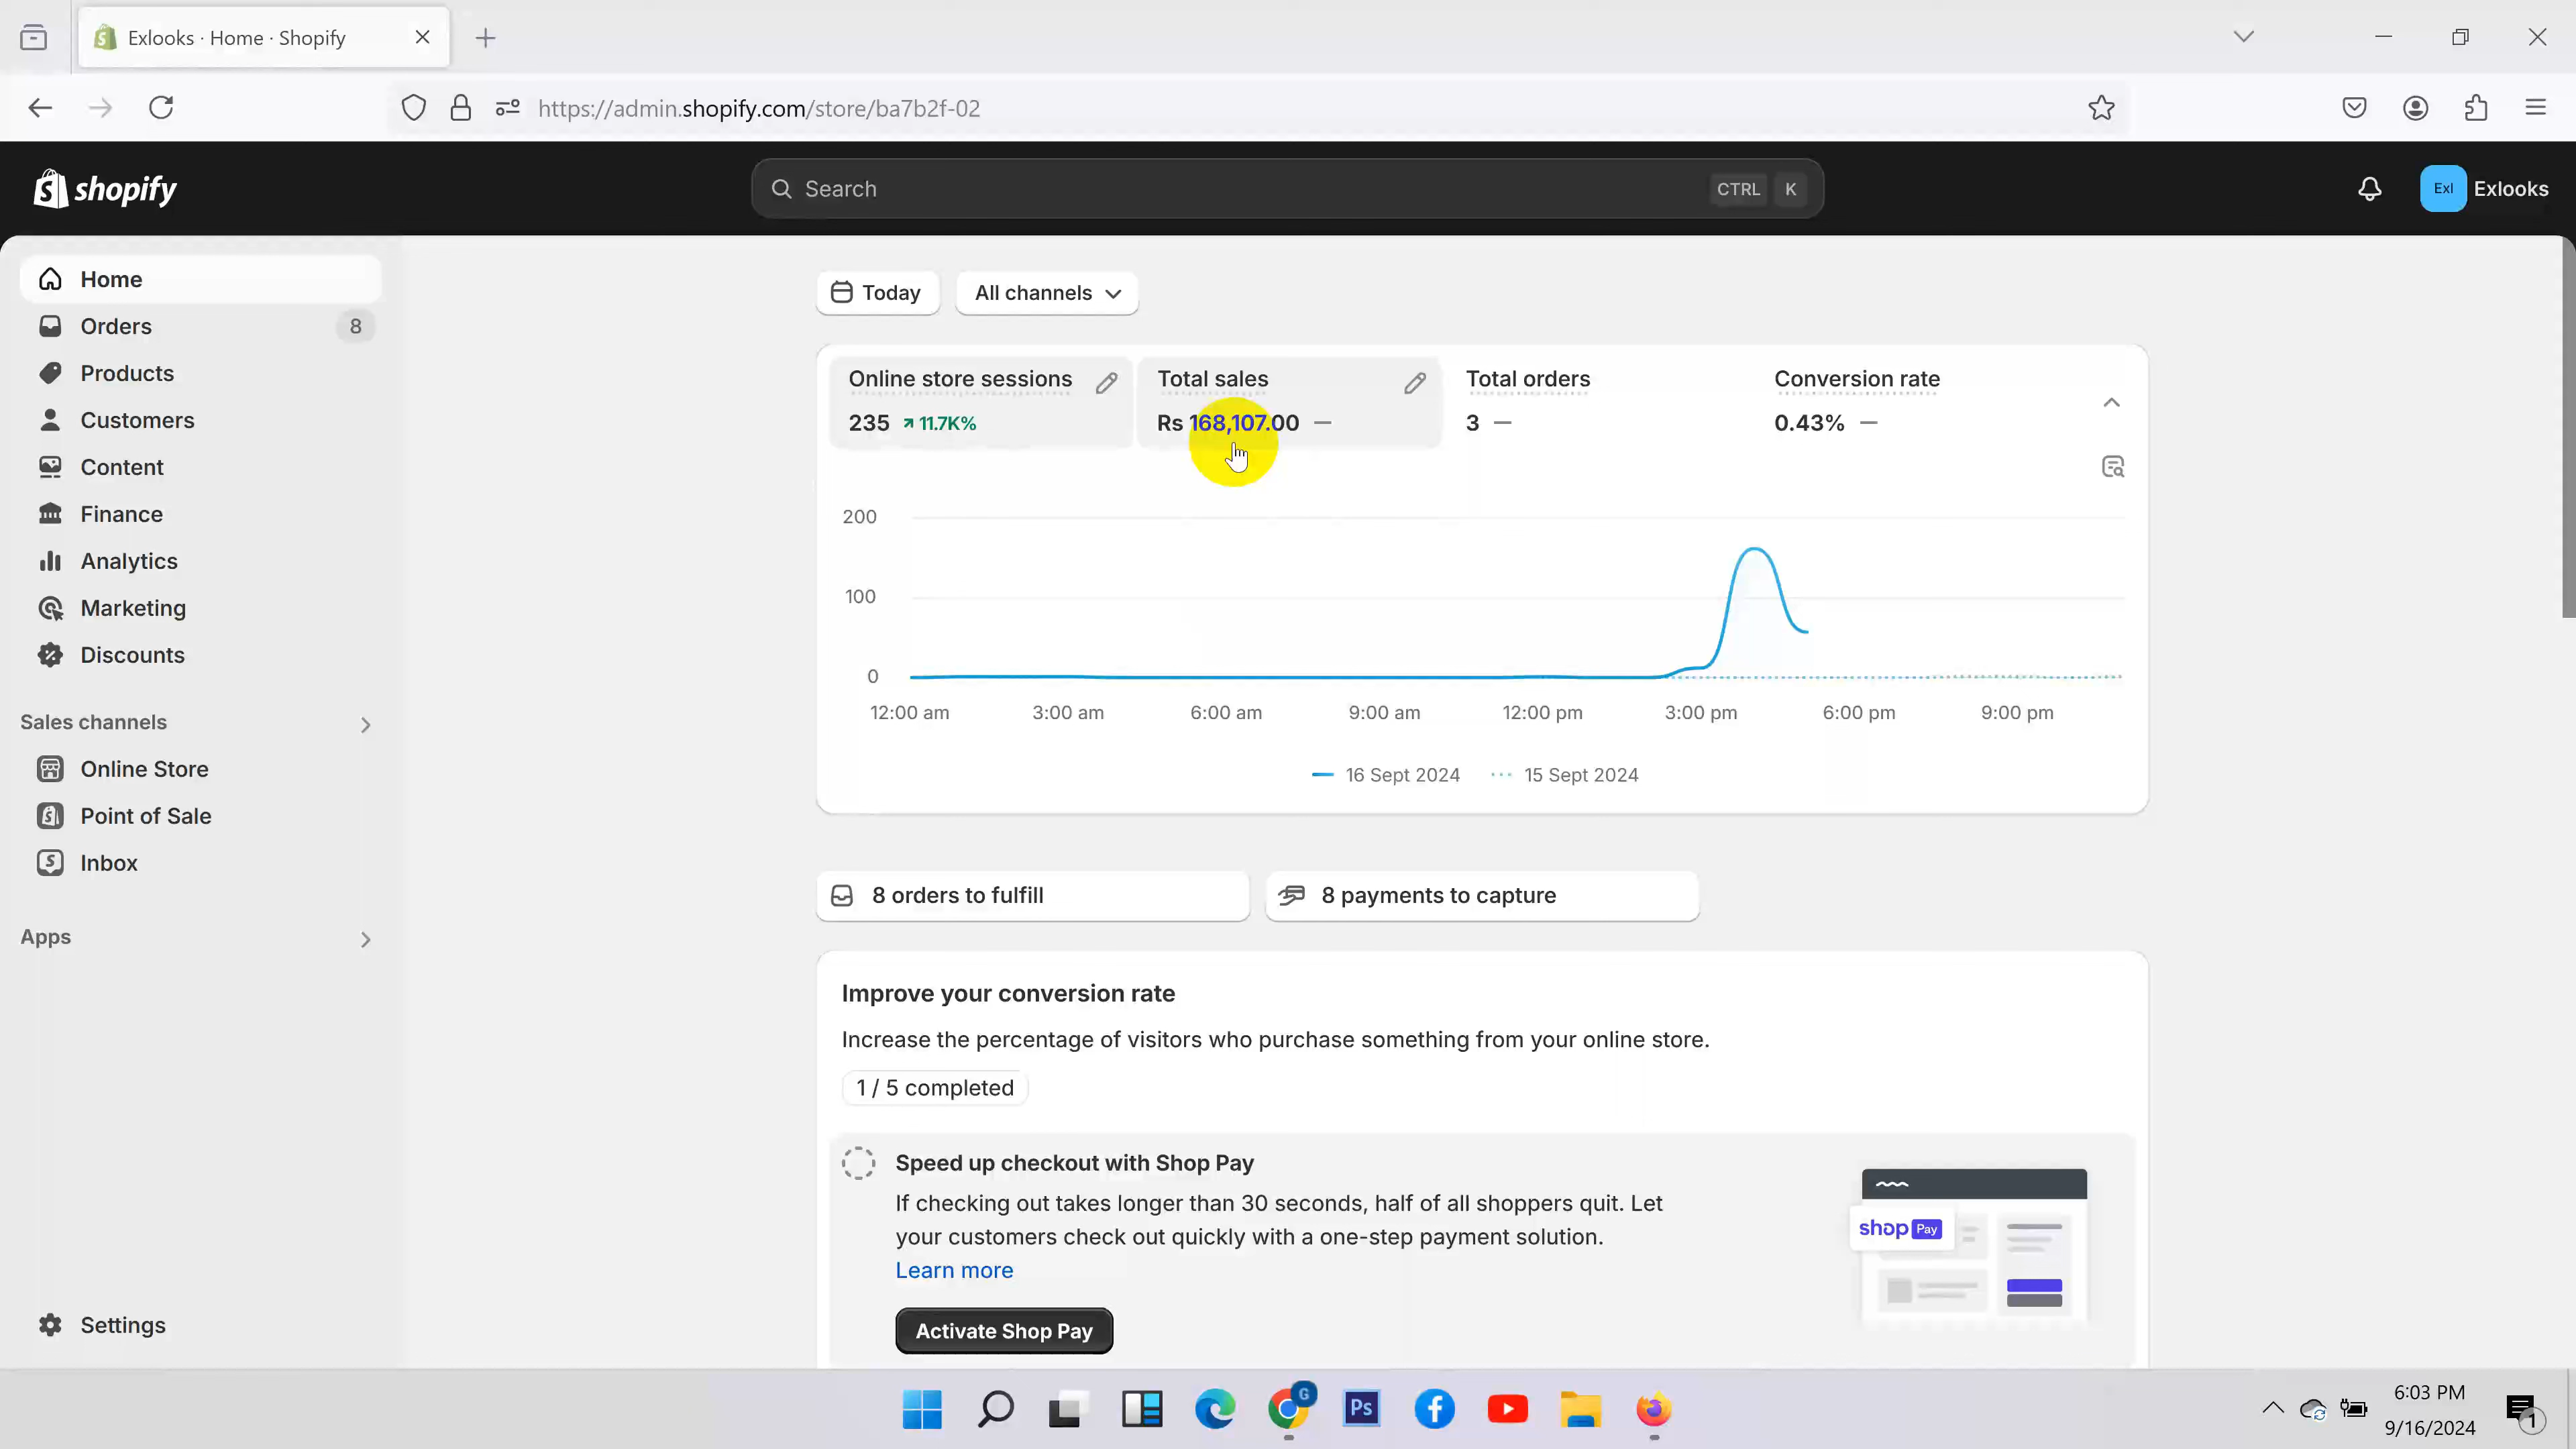 Exlooks · Home · Shopify
https://admin.shopify.com/store/ba7b2f-02
shopify
Search
CTRL K
Exl
Exlooks
Home
Orders 8
Products
Customers
Content
Finance
Analytics
Marketing
Discounts
Sales channels
Online Store
Point of Sale
Inbox
Apps
Settings
Today
All channels
Online store sessions
235 11.7K%
Total sales
Rs 168,107.00 —
Total orders
3 —
Conversion rate
0.43% —
200
100
0
12:00 am 3:00 am 6:00 am 9:00 am 12:00 pm 3:00 pm 6:00 pm 9:00 pm
16 Sept 2024 15 Sept 2024
8 orders to fulfill
8 payments to capture
Improve your conversion rate
Increase the percentage of visitors who purchase something from your online store.
1 / 5 completed
Speed up checkout with Shop Pay
If checking out takes longer than 30 seconds, half of all shoppers quit. Let
your customers check out quickly with a one-step payment solution.
Learn more
Activate Shop Pay
shop Pay
G
Ps
6:03 PM
9/16/2024
1